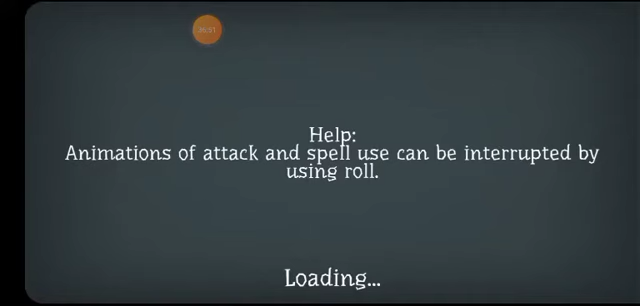 Help:
Animations of attack and spell use can be interrupted by
using roll.
Loading...